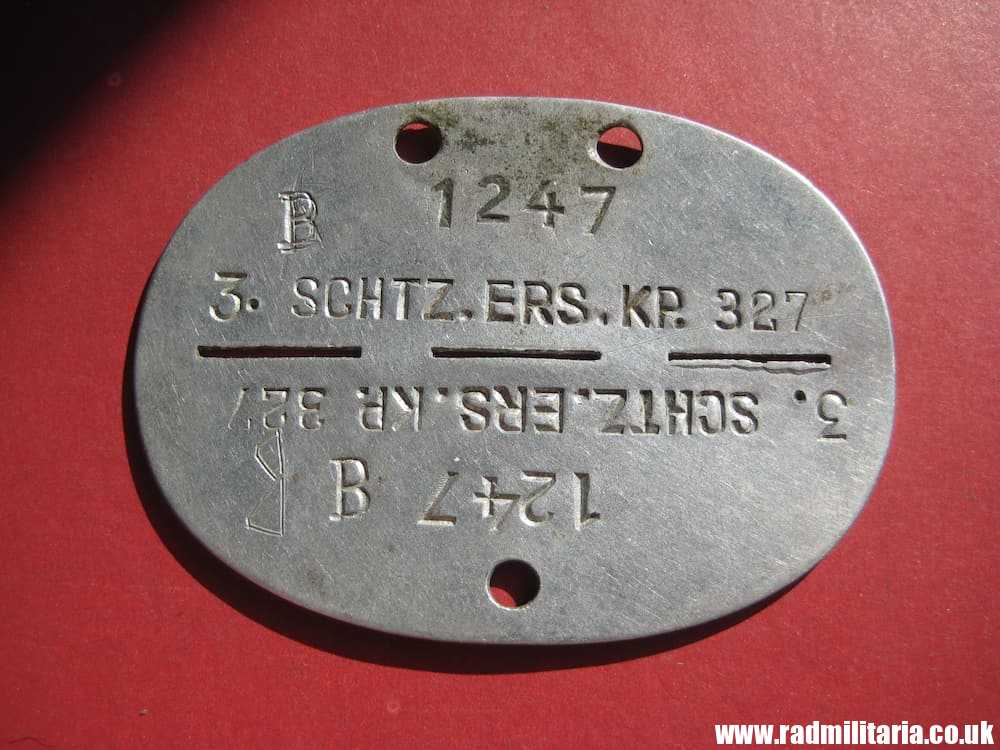 1247
B
3. SCHTZ.ERS.KP. 327
3. SCHTZ.ERS.KP. 327
1247
B
www.radmilitaria.co.uk